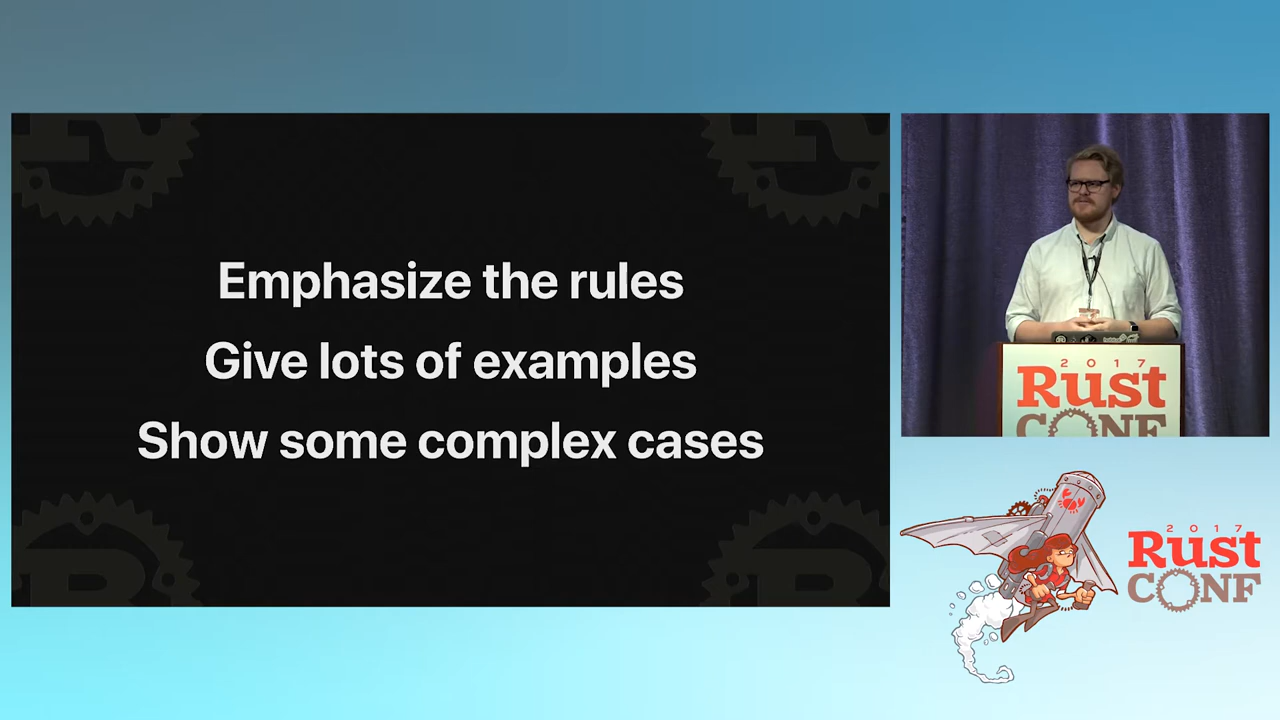 Emphasize the rules
Give lots of examples
Show some complex cases
2017
Rust
CONF
2017
Rust
CONF